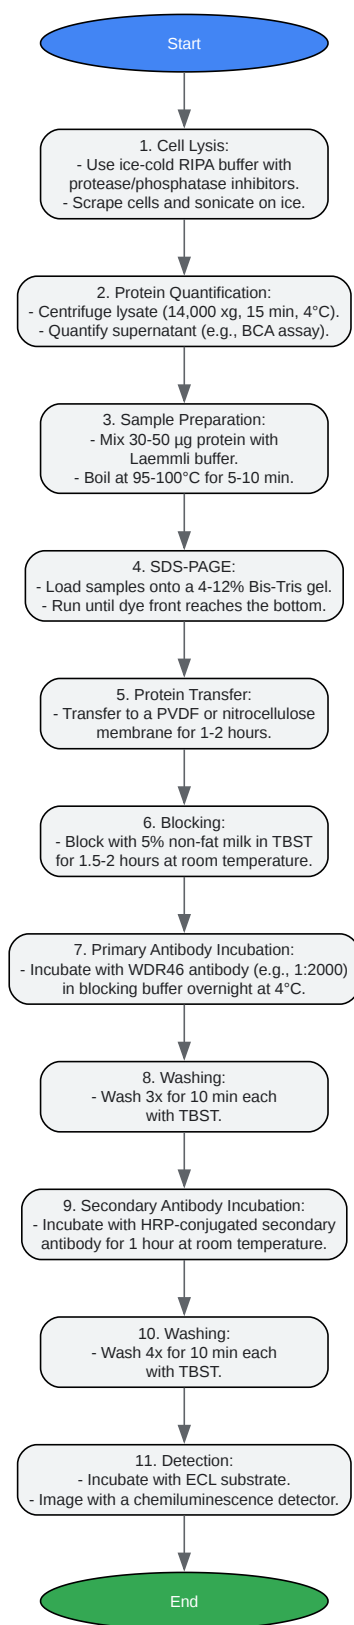 Start
1. Cell Lysis:
- Use ice-cold RIPA buffer with
protease/phosphatase inhibitors.
- Scrape cells and sonicate on ice.
2. Protein Quantification:
- Centrifuge lysate (14,000 xg, 15 min, 4°C).
- Quantify supernatant (e.g., BCA assay).
3. Sample Preparation:
- Mix 30-50 µg protein with
Laemmli buffer.
- Boil at 95-100°C for 5-10 min.
4. SDS-PAGE:
- Load samples onto a 4-12% Bis-Tris gel.
- Run until dye front reaches the bottom.
5. Protein Transfer:
- Transfer to a PVDF or nitrocellulose
membrane for 1-2 hours.
6. Blocking:
- Block with 5% non-fat milk in TBST
for 1.5-2 hours at room temperature.
7. Primary Antibody Incubation:
- Incubate with WDR46 antibody (e.g., 1:2000)
in blocking buffer overnight at 4°C.
8. Washing:
- Wash 3x for 10 min each
with TBST.
9. Secondary Antibody Incubation:
- Incubate with HRP-conjugated secondary
antibody for 1 hour at room temperature.
10. Washing:
- Wash 4x for 10 min each
with TBST.
11. Detection:
- Incubate with ECL substrate.
- Image with a chemiluminescence detector.
End